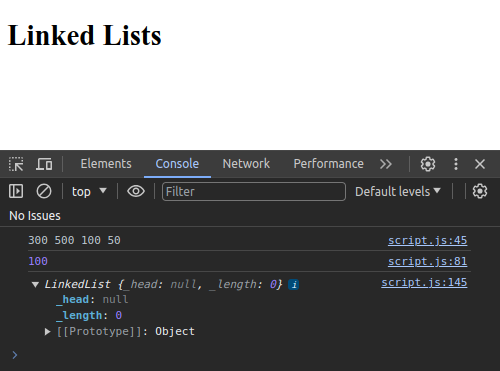 Linked Lists
Elements Console Network Performance
top Filter Default levels
No Issues
300 500 100 50 script.js:45
100 script.js:81
LinkedList {_head: null, _length: 0} i script.js:145
_head: null
_length: 0
[[Prototype]]: Object